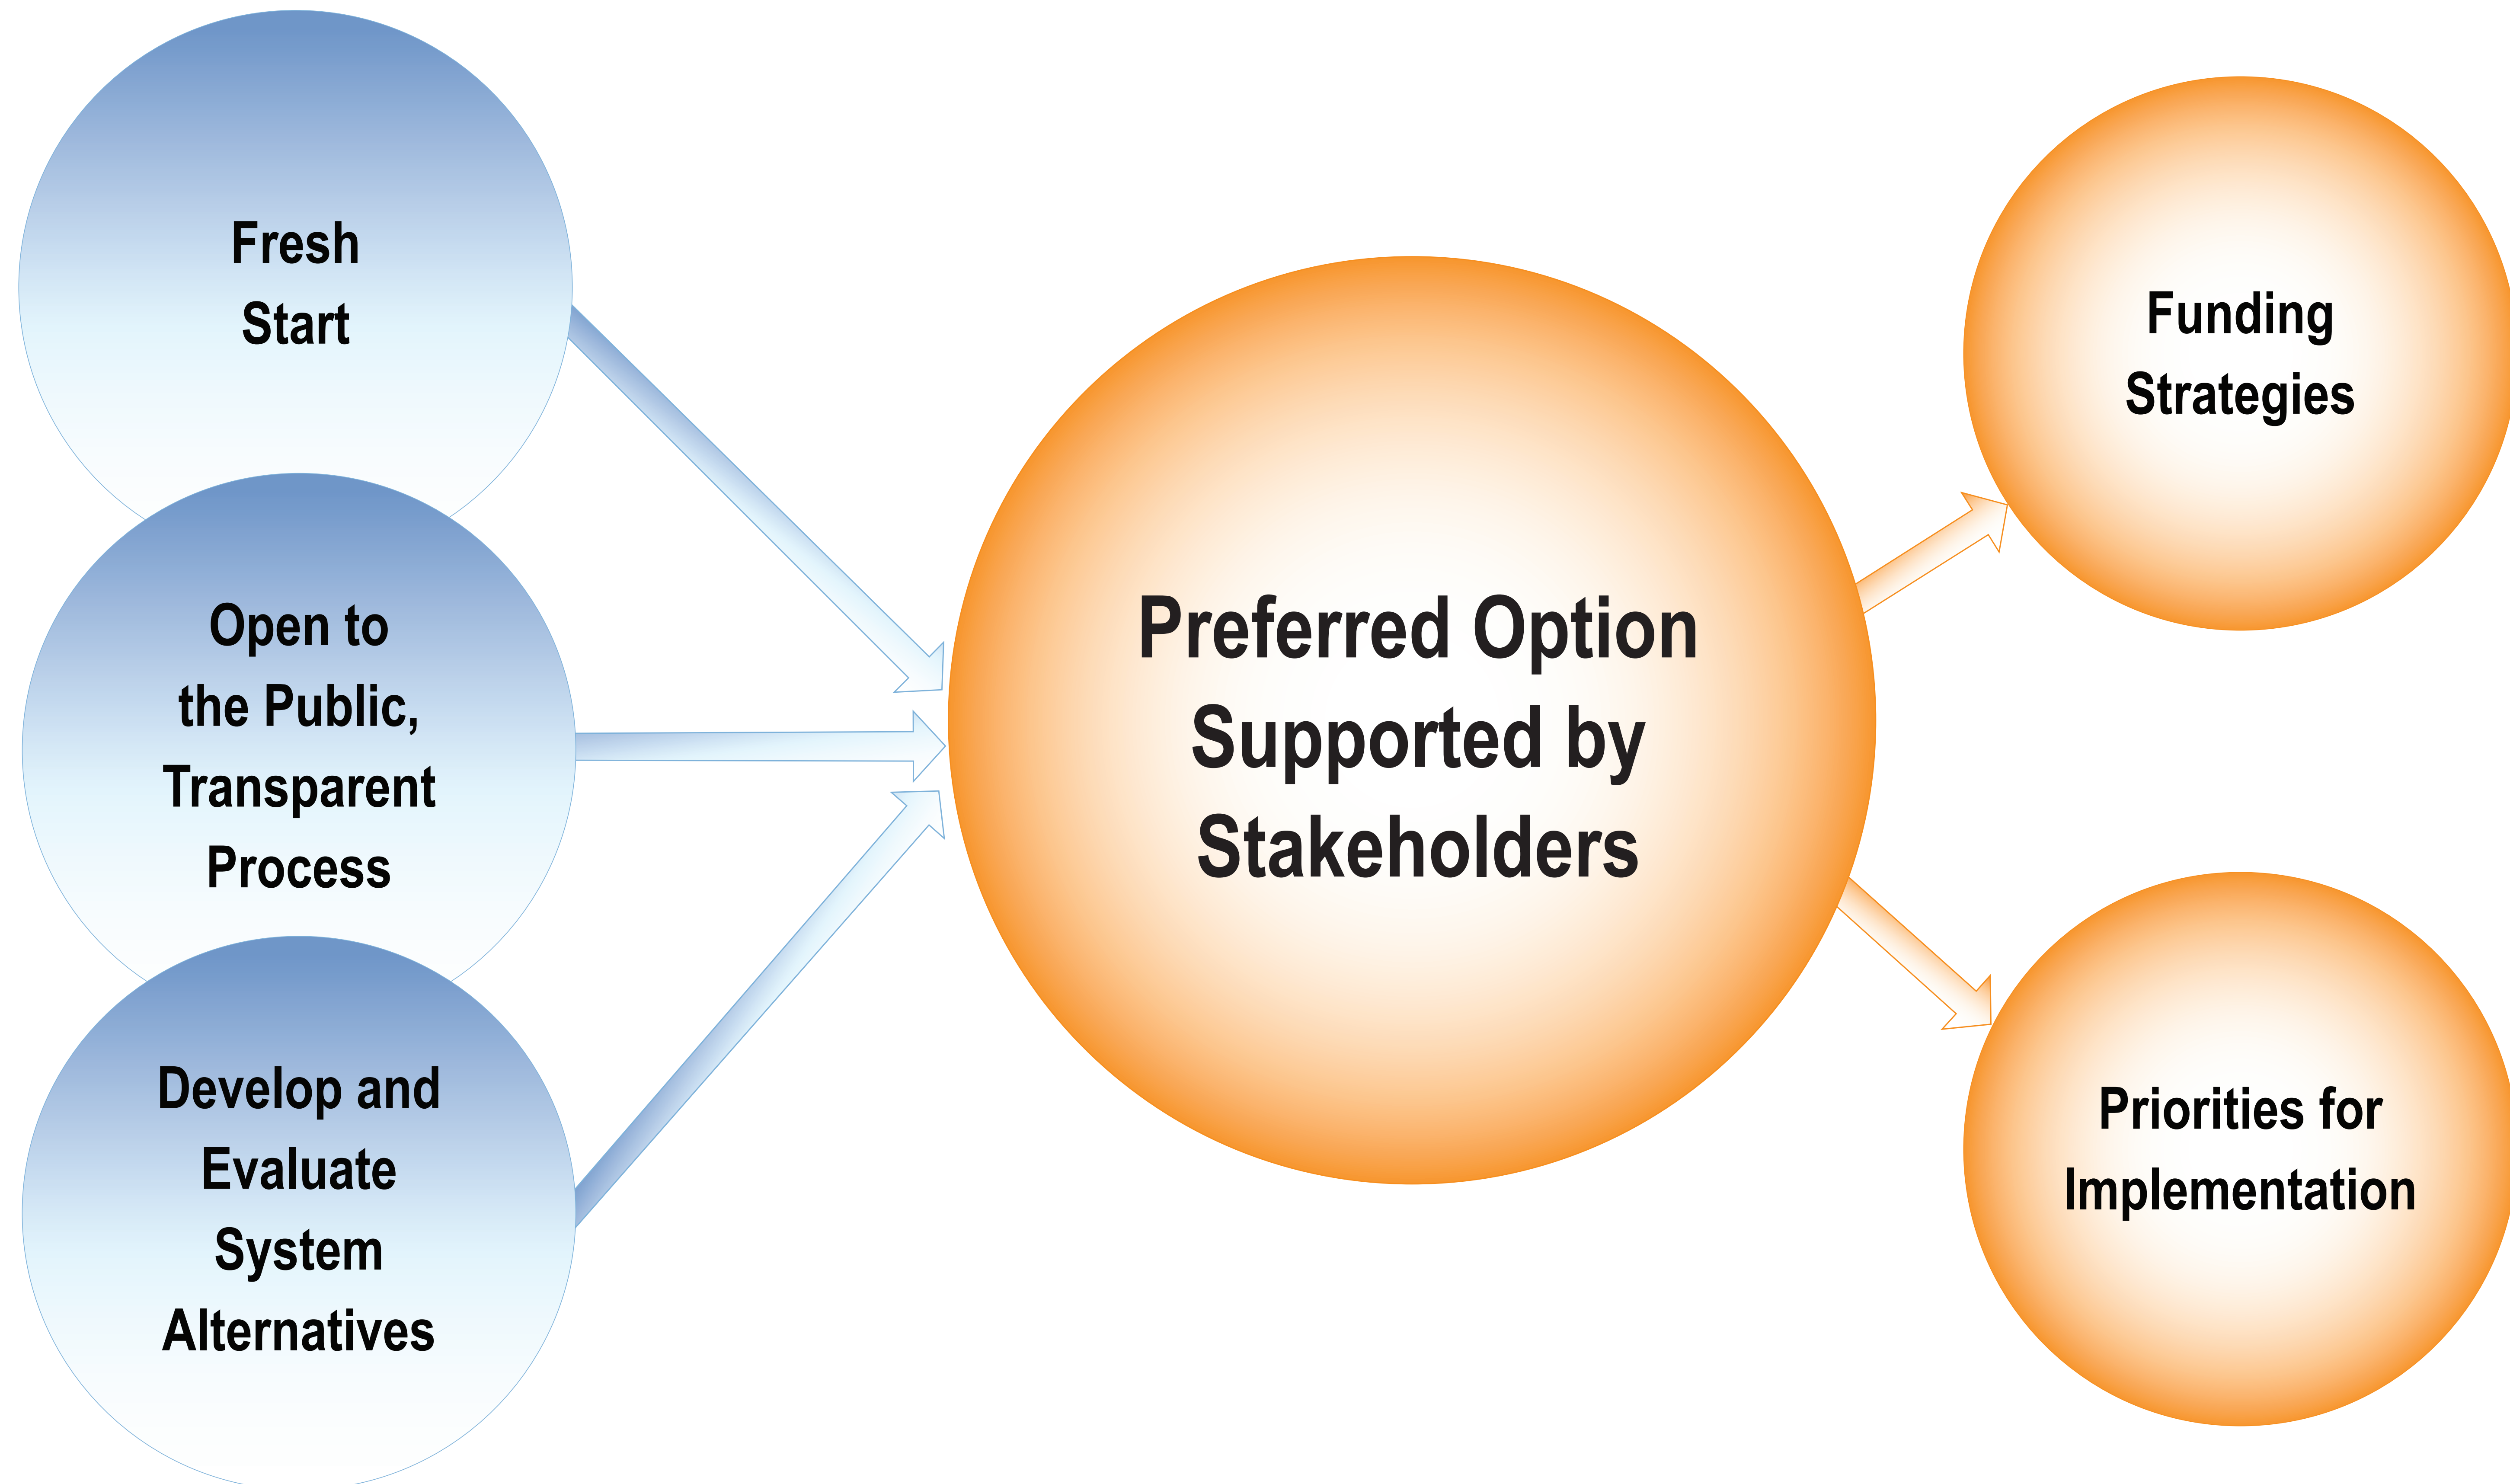 Fresh
Start
Open to
the Public,
Transparent
Process
Develop and
Evaluate
System
Alternatives
Preferred Option
Supported by
Stakeholders
Funding
Strategies
Priorities for
Implementation